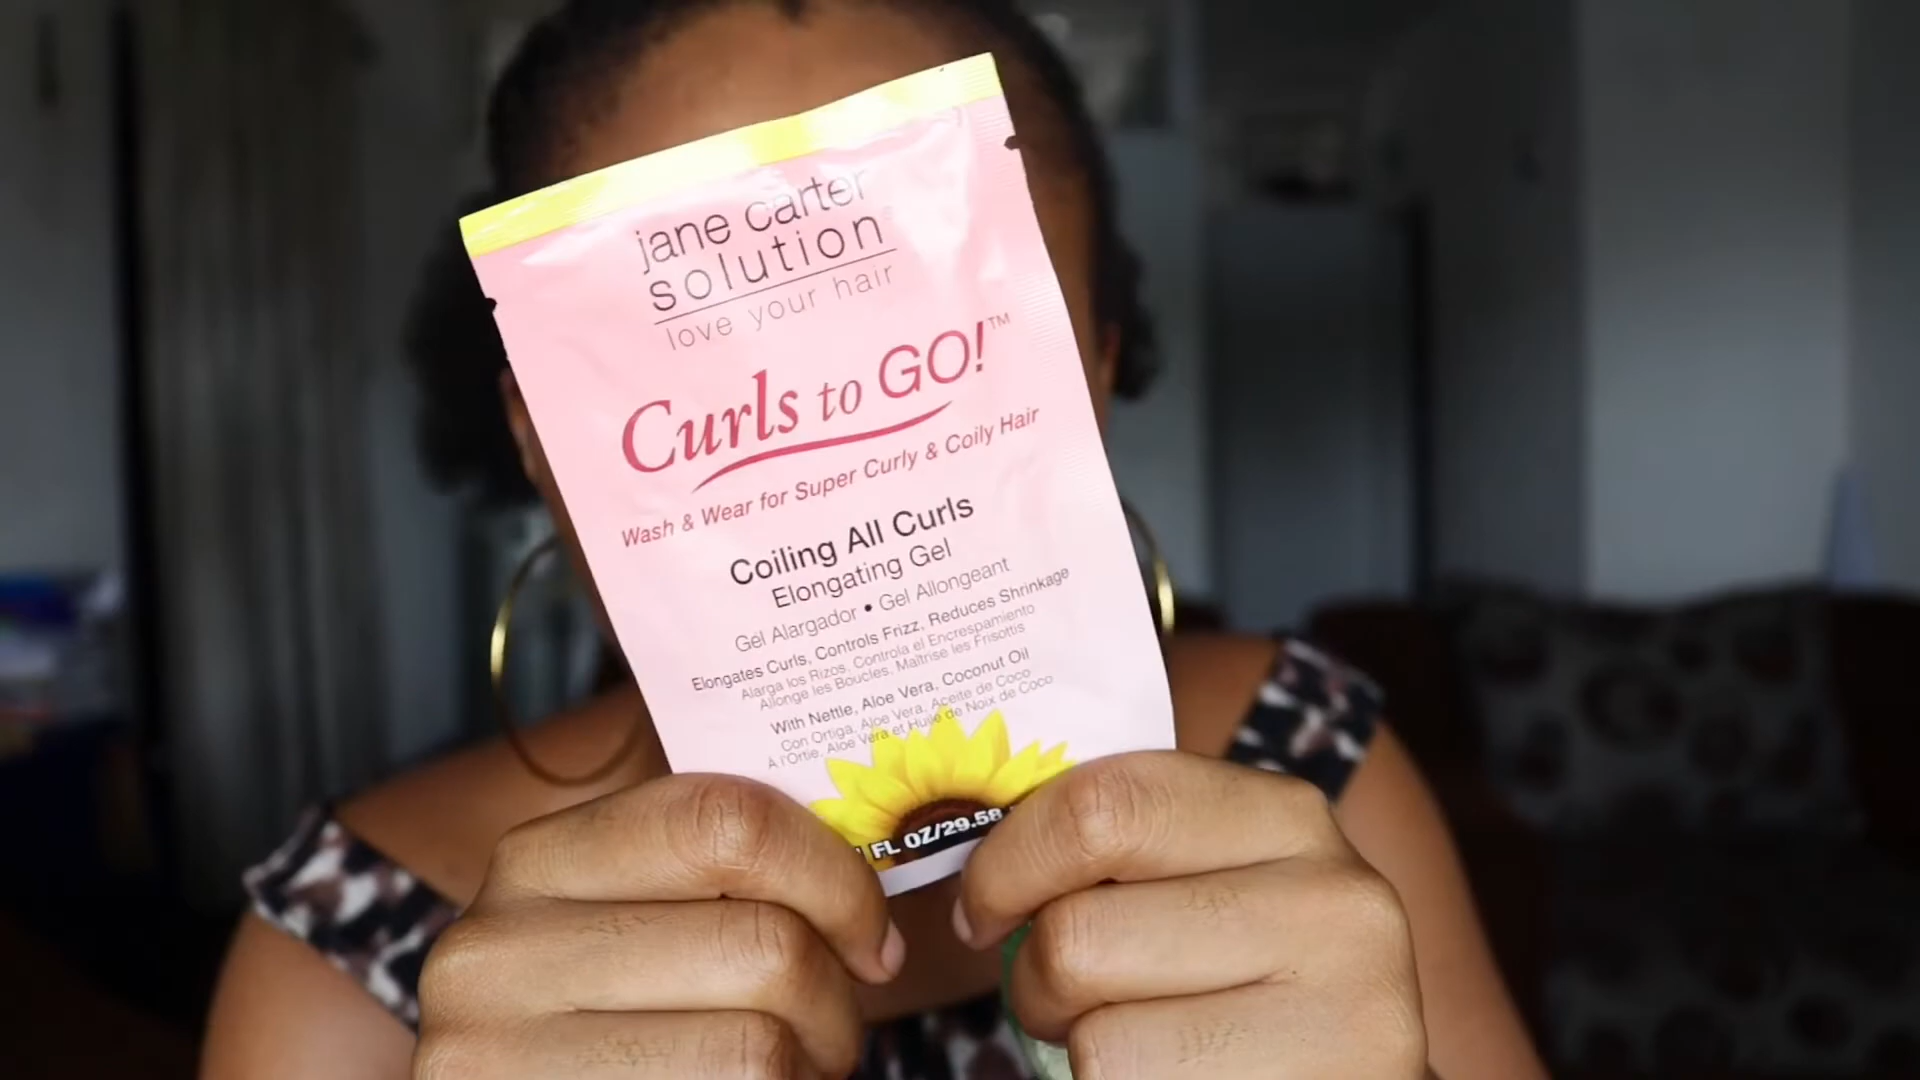 jane carter
solution
love your hair
Curls to GO!™
Wash & Wear for Super Curly & Coily Hair
Coiling All Curls
Elongating Gel
Gel Alargador • Gel Allongeant
Elongates Curls, Controls Frizz, Reduces Shrinkage
Alarga los Rizos, Controla el Encrespamiento
Allonge les Boucles, Maîtrise les Frisottis
With Nettle, Aloe Vera, Coconut Oil
Con Ortiga, Aloe Vera, Aceite de Coco
À l'Ortie, Aloe Vera et Huile de Noix de Coco
FL OZ/29.58